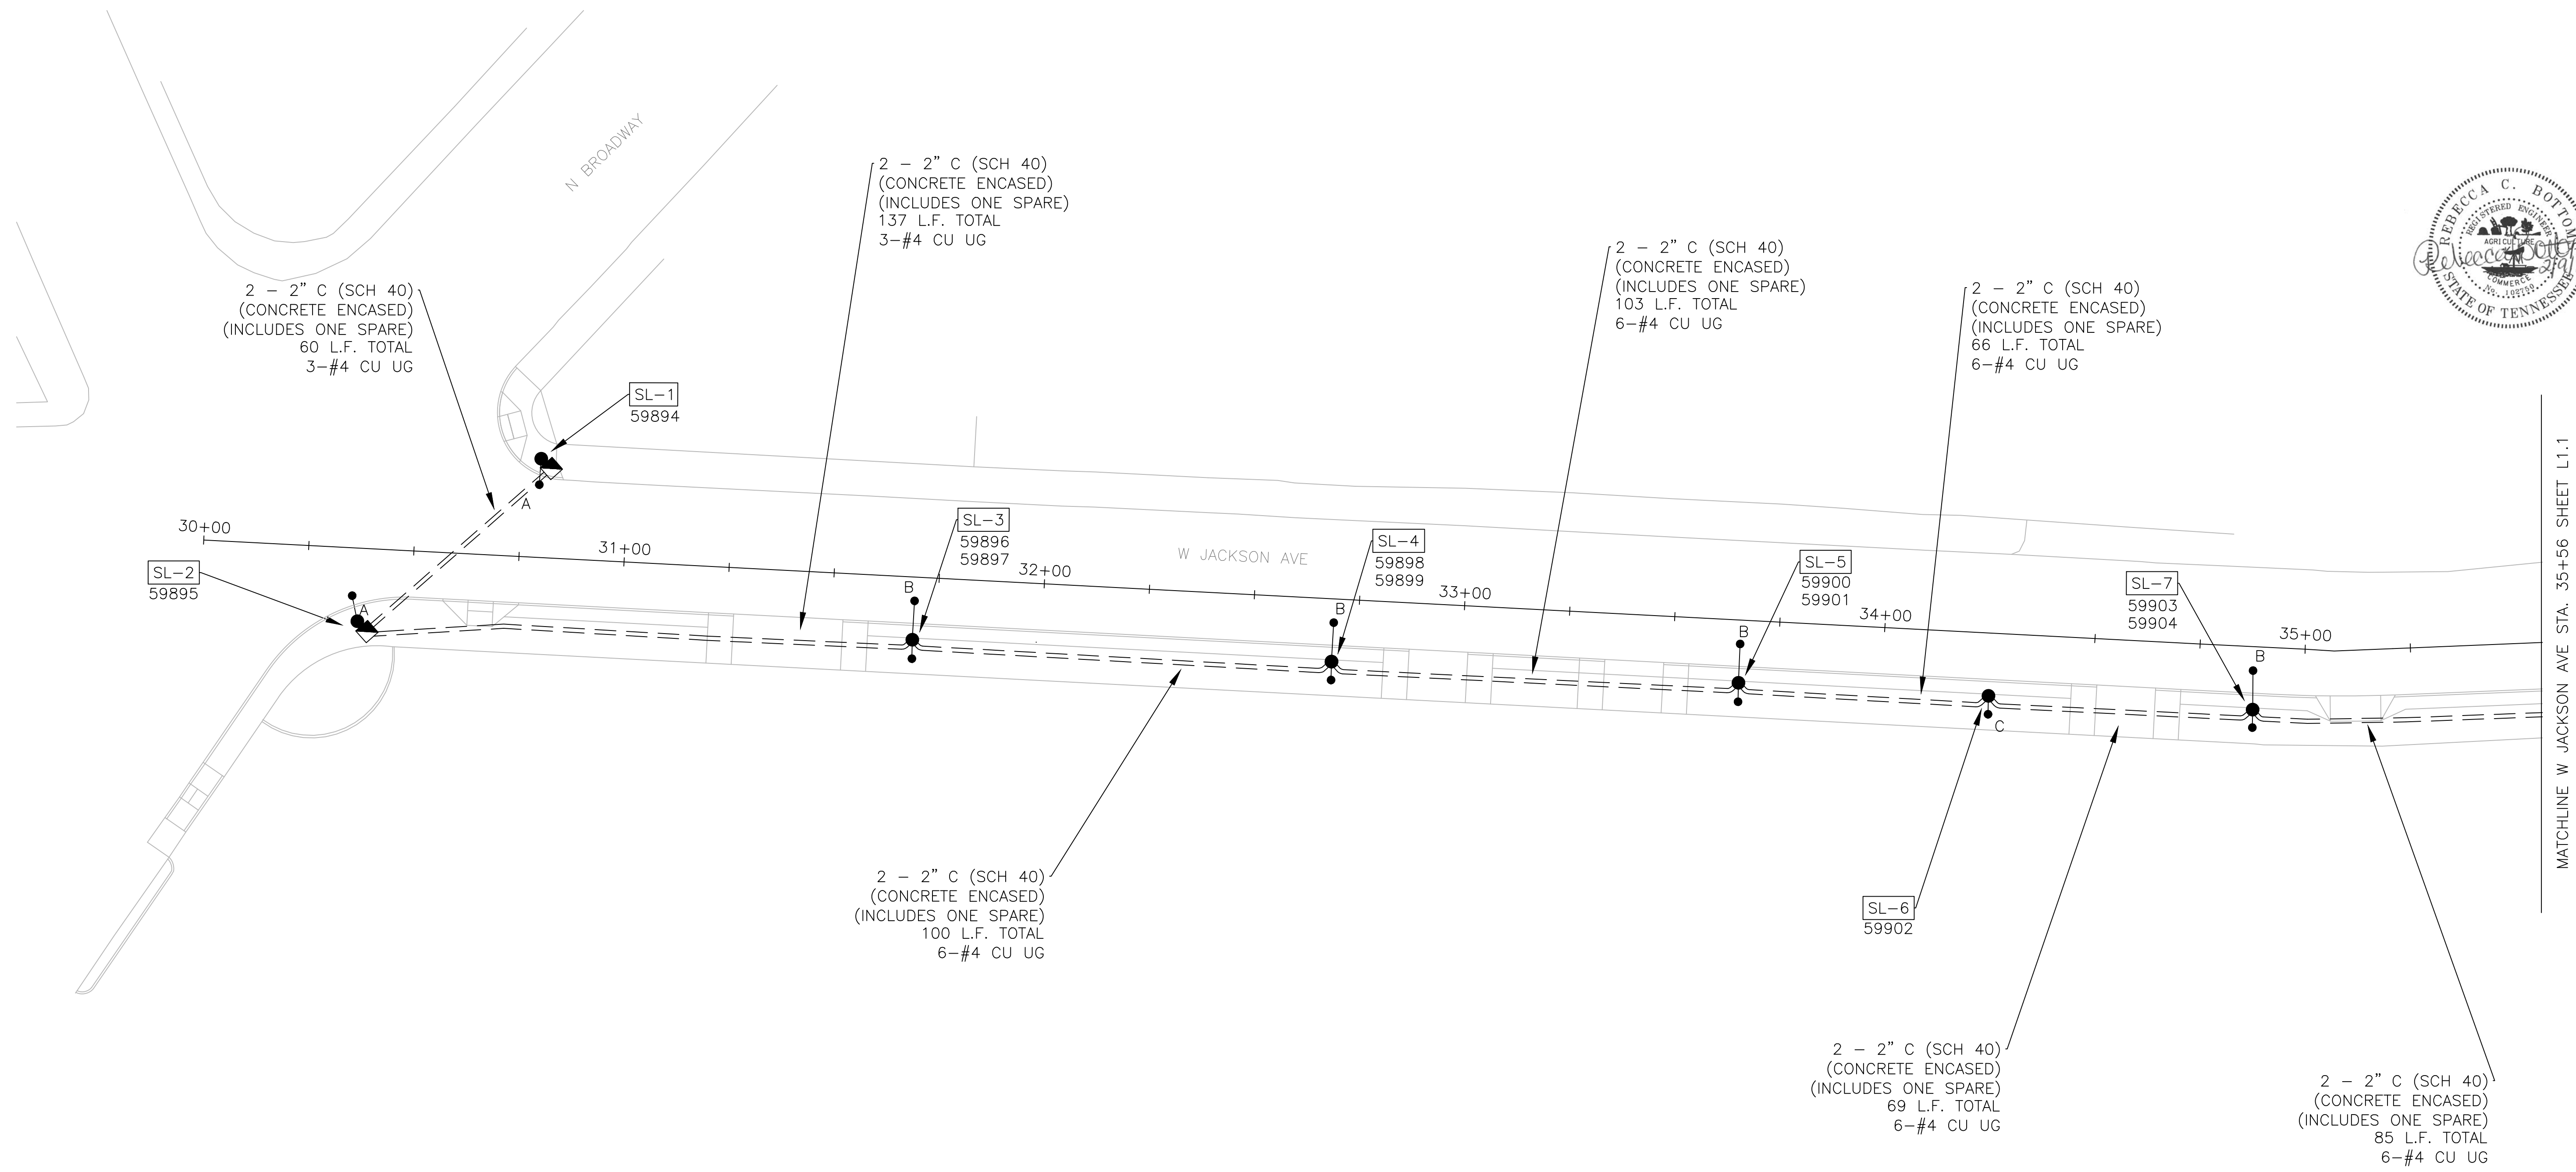 N BROADWAY
2 – 2" C (SCH 40)
(CONCRETE ENCASED)
(INCLUDES ONE SPARE)
137 L.F. TOTAL
3–#4 CU UG
2 – 2" C (SCH 40)
(CONCRETE ENCASED)
(INCLUDES ONE SPARE)
103 L.F. TOTAL
6–#4 CU UG
2 – 2" C (SCH 40)
(CONCRETE ENCASED)
(INCLUDES ONE SPARE)
60 L.F. TOTAL
3–#4 CU UG
2 – 2" C (SCH 40)
(CONCRETE ENCASED)
(INCLUDES ONE SPARE)
66 L.F. TOTAL
6–#4 CU UG
REBECCA C. BOTTOM
REGISTERED ENGINEER
AGRICULTURE
COMMERCE
No. 102760
STATE OF TENNESSEE
SL–1
59894
A
30+00
31+00
32+00
33+00
34+00
35+00
W JACKSON AVE
SL–2
59895
A
SL–3
59896
59897
B
SL–4
59898
59899
B
SL–5
59900
59901
B
SL–7
59903
59904
B
C
SL–6
59902
2 – 2" C (SCH 40)
(CONCRETE ENCASED)
(INCLUDES ONE SPARE)
100 L.F. TOTAL
6–#4 CU UG
2 – 2" C (SCH 40)
(CONCRETE ENCASED)
(INCLUDES ONE SPARE)
69 L.F. TOTAL
6–#4 CU UG
2 – 2" C (SCH 40)
(CONCRETE ENCASED)
(INCLUDES ONE SPARE)
85 L.F. TOTAL
6–#4 CU UG
MATCHLINE W JACKSON AVE STA. 35+56 SHEET L1.1